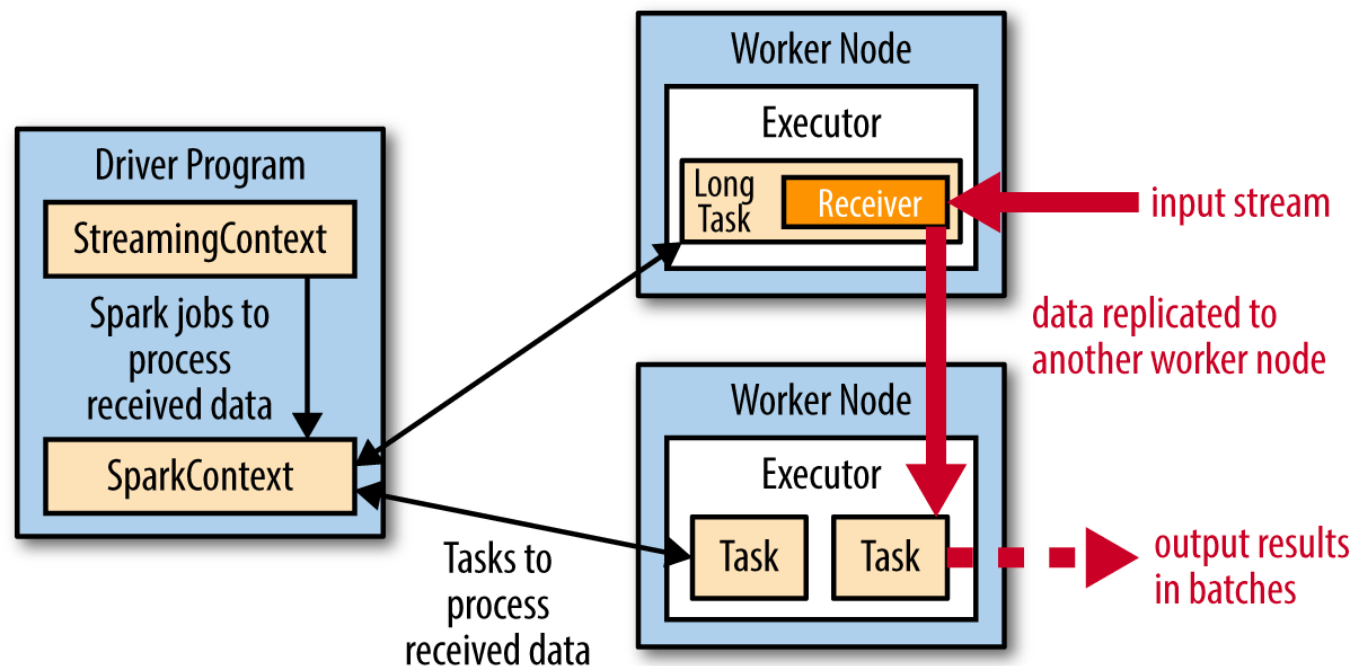 Driver Program
StreamingContext
Spark jobs to
process
received data
SparkContext
Tasks to
process
received data
Worker Node
Executor
Long
Task
Receiver
input stream
data replicated to
another worker node
Worker Node
Executor
Task
Task
output results
in batches